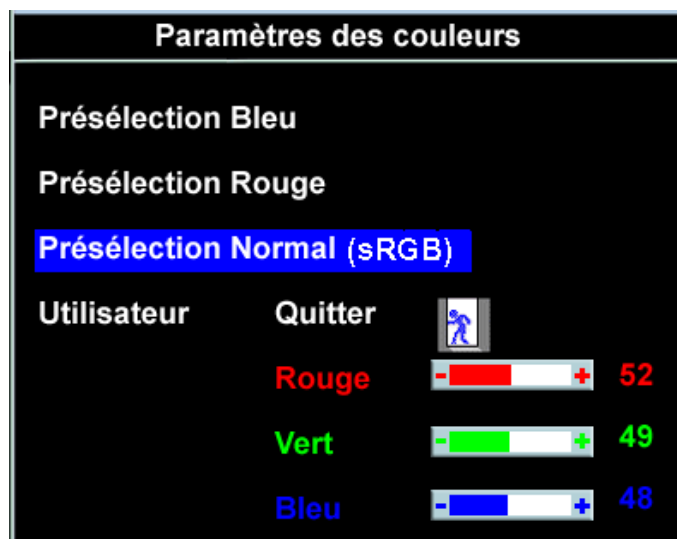 Paramètres des couleurs
Présélection Bleu
Présélection Rouge
Présélection Normal (sRGB)
Utilisateur Quitter
Rouge - + 52
Vert - + 49
Bleu - + 48